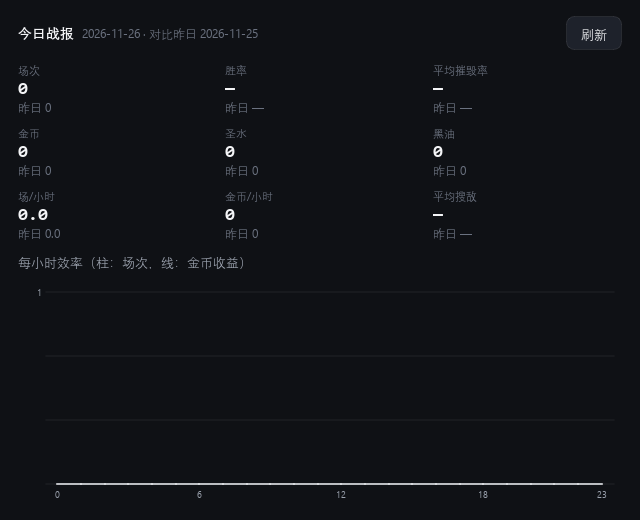 今日战报 2026-11-26 · 对比昨日 2026-11-25 刷新
场次 胜率 平均摧毁率
0 — —
昨日 0 昨日 — 昨日 —
金币 圣水 黑油
0 0 0
昨日 0 昨日 0 昨日 0
场/小时 金币/小时 平均搜敌
0.0 0 —
昨日 0.0 昨日 0 昨日 —
每小时效率（柱：场次，线：金币收益）
1
0 6 12 18 23